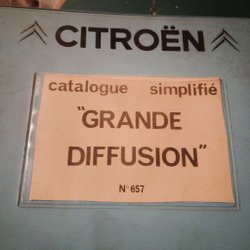 CITROËN
catalogue simplifié
"GRANDE
DIFFUSION"
N° 657